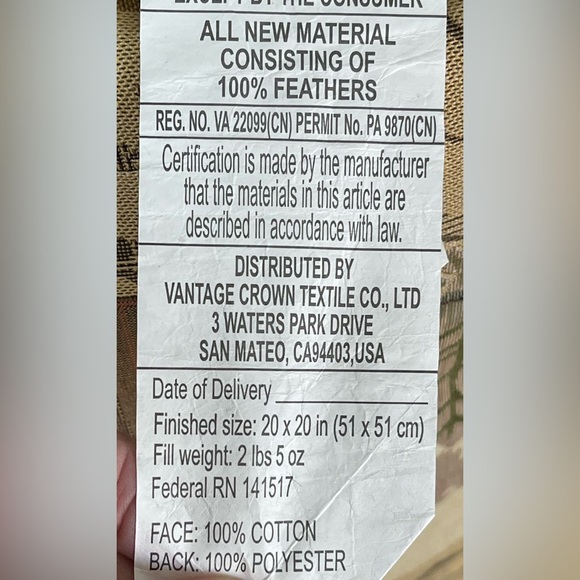 EXCEPT BY THE CONSUMER
ALL NEW MATERIAL
CONSISTING OF
100% FEATHERS
REG. NO. VA 22099(CN) PERMIT No. PA 9870(CN)
Certification is made by the manufacturer
that the materials in this article are
described in accordance with law.
DISTRIBUTED BY
VANTAGE CROWN TEXTILE CO., LTD
3 WATERS PARK DRIVE
SAN MATEO, CA94403,USA
Date of Delivery
Finished size: 20 x 20 in (51 x 51 cm)
Fill weight: 2 lbs 5 oz
Federal RN 141517
FACE: 100% COTTON
BACK: 100% POLYESTER